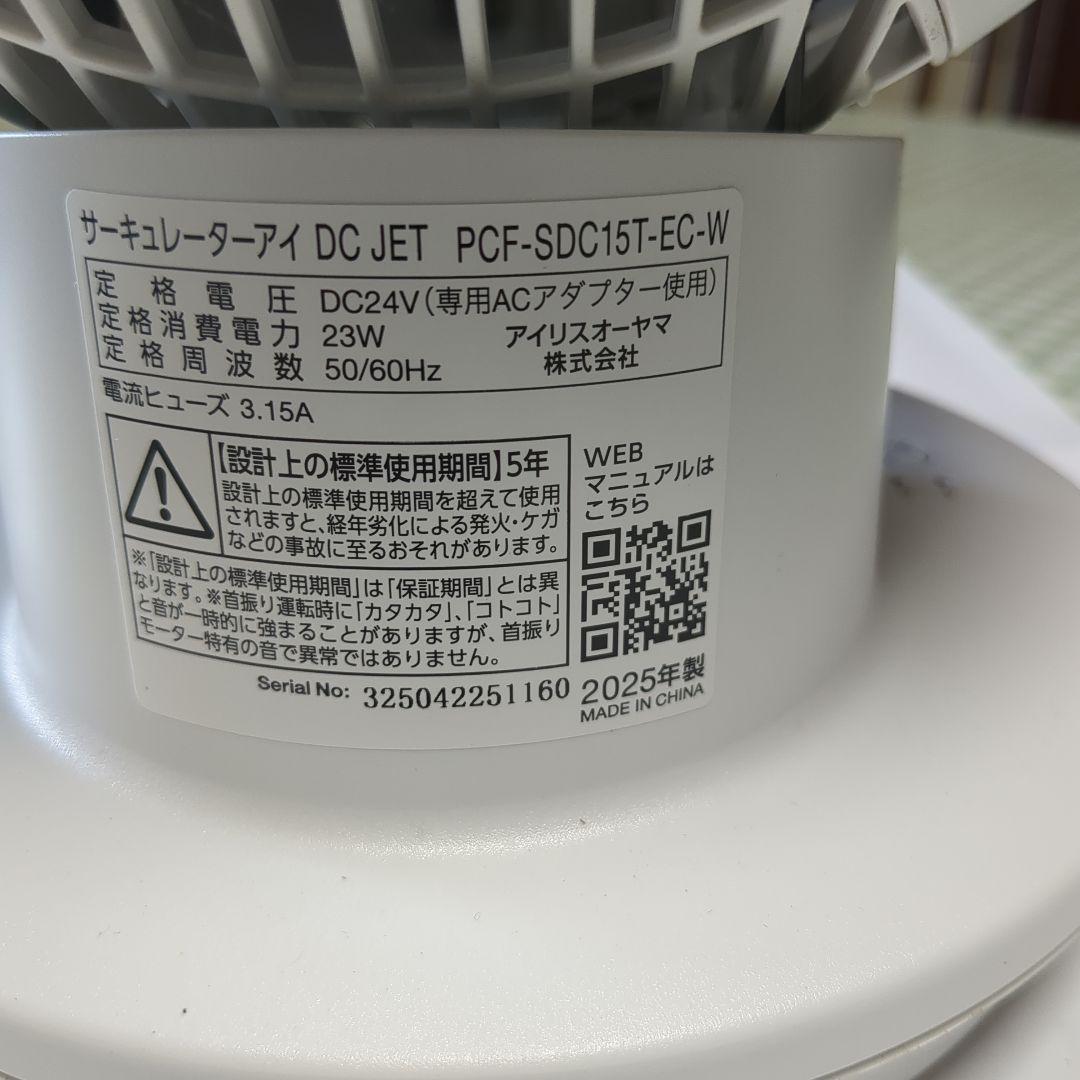 サーキュレーターアイ DC JET PCF-SDC15T-EC-W
定格電圧 DC24V(専用ACアダプター使用)
定格消費電力 23W
定格周波数 50/60Hz
アイリスオーヤマ
株式会社
電流ヒューズ 3.15A
【設計上の標準使用期間】5年
設計上の標準使用期間を超えて使用
されますと、経年劣化による発火・ケガ
などの事故に至るおそれがあります。
※「設計上の標準使用期間」は「保証期間」とは異
なります。※首振り運転時に「カタカタ」、「コトコト」
と音が一時的に強まることがありますが、首振り
モーター特有の音で異常ではありません。
WEB
マニュアルは
こちら
Serial No: 325042251160
2025年製
MADE IN CHINA